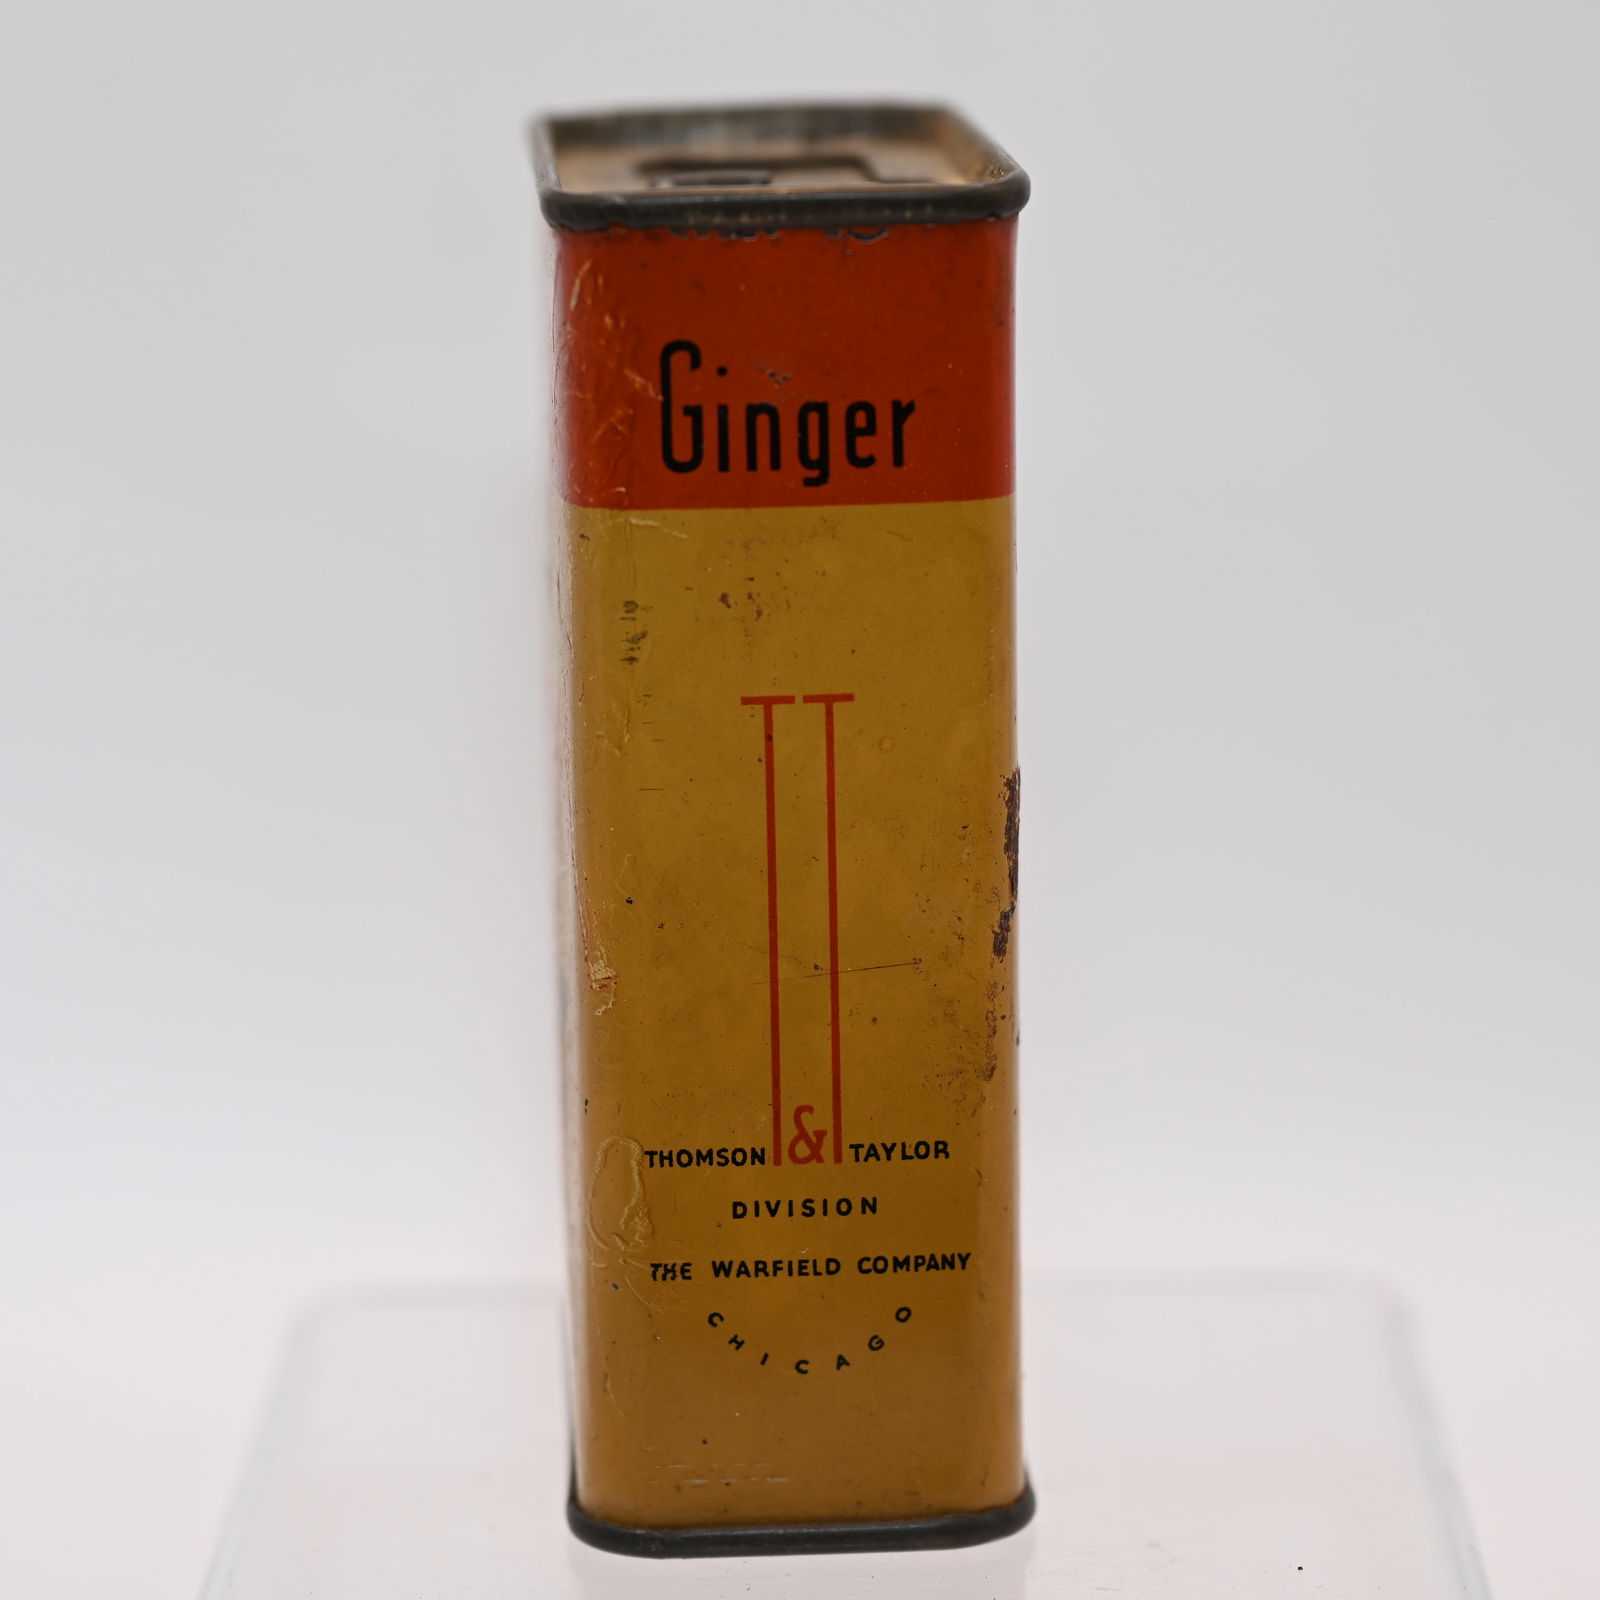 Ginger
TT
THOMSON & TAYLOR
DIVISION
THE WARFIELD COMPANY
CHICAGO